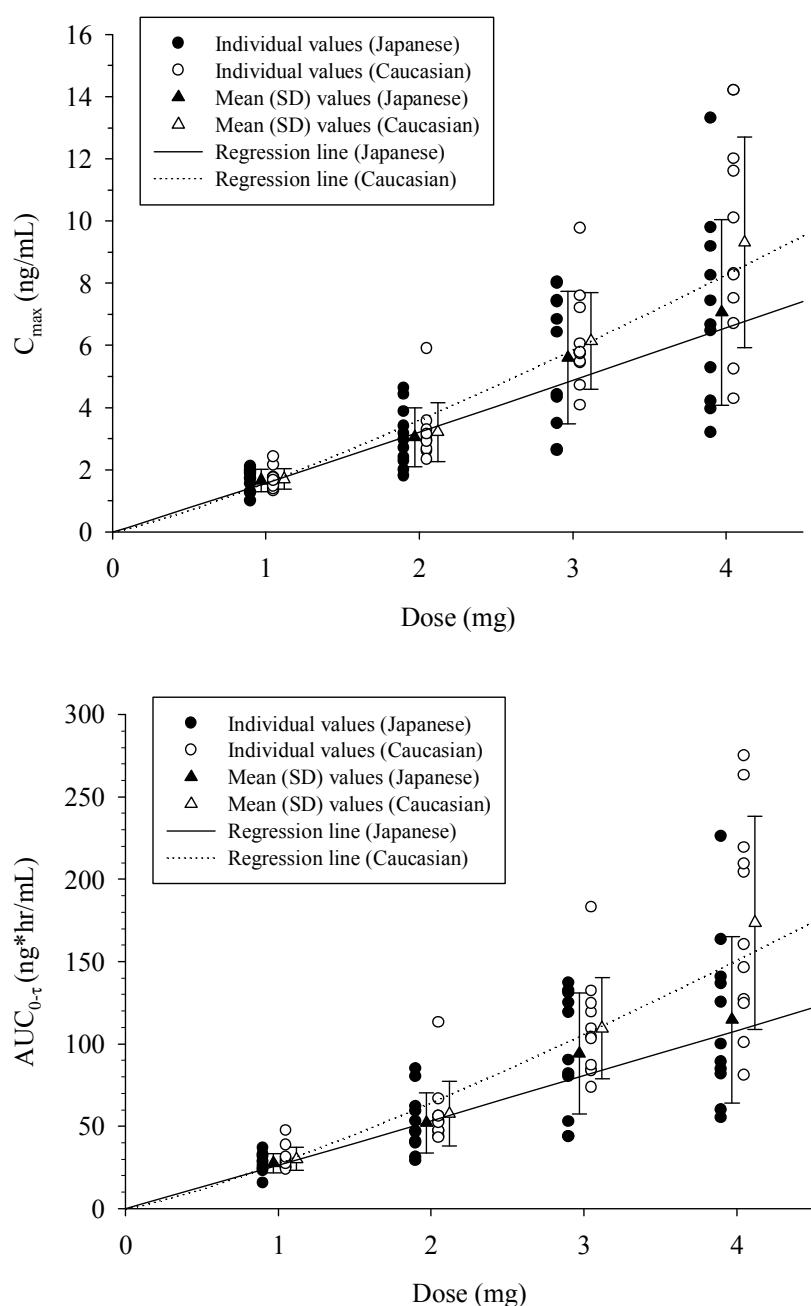 16
14
12
10
8
6
4
2
0
C_max (ng/mL)
Individual values (Japanese)
Individual values (Caucasian)
Mean (SD) values (Japanese)
Mean (SD) values (Caucasian)
Regression line (Japanese)
Regression line (Caucasian)
0 1 2 3 4
Dose (mg)
300
250
200
150
100
50
0
AUC_0-τ (ng*hr/mL)
Individual values (Japanese)
Individual values (Caucasian)
Mean (SD) values (Japanese)
Mean (SD) values (Caucasian)
Regression line (Japanese)
Regression line (Caucasian)
0 1 2 3 4
Dose (mg)